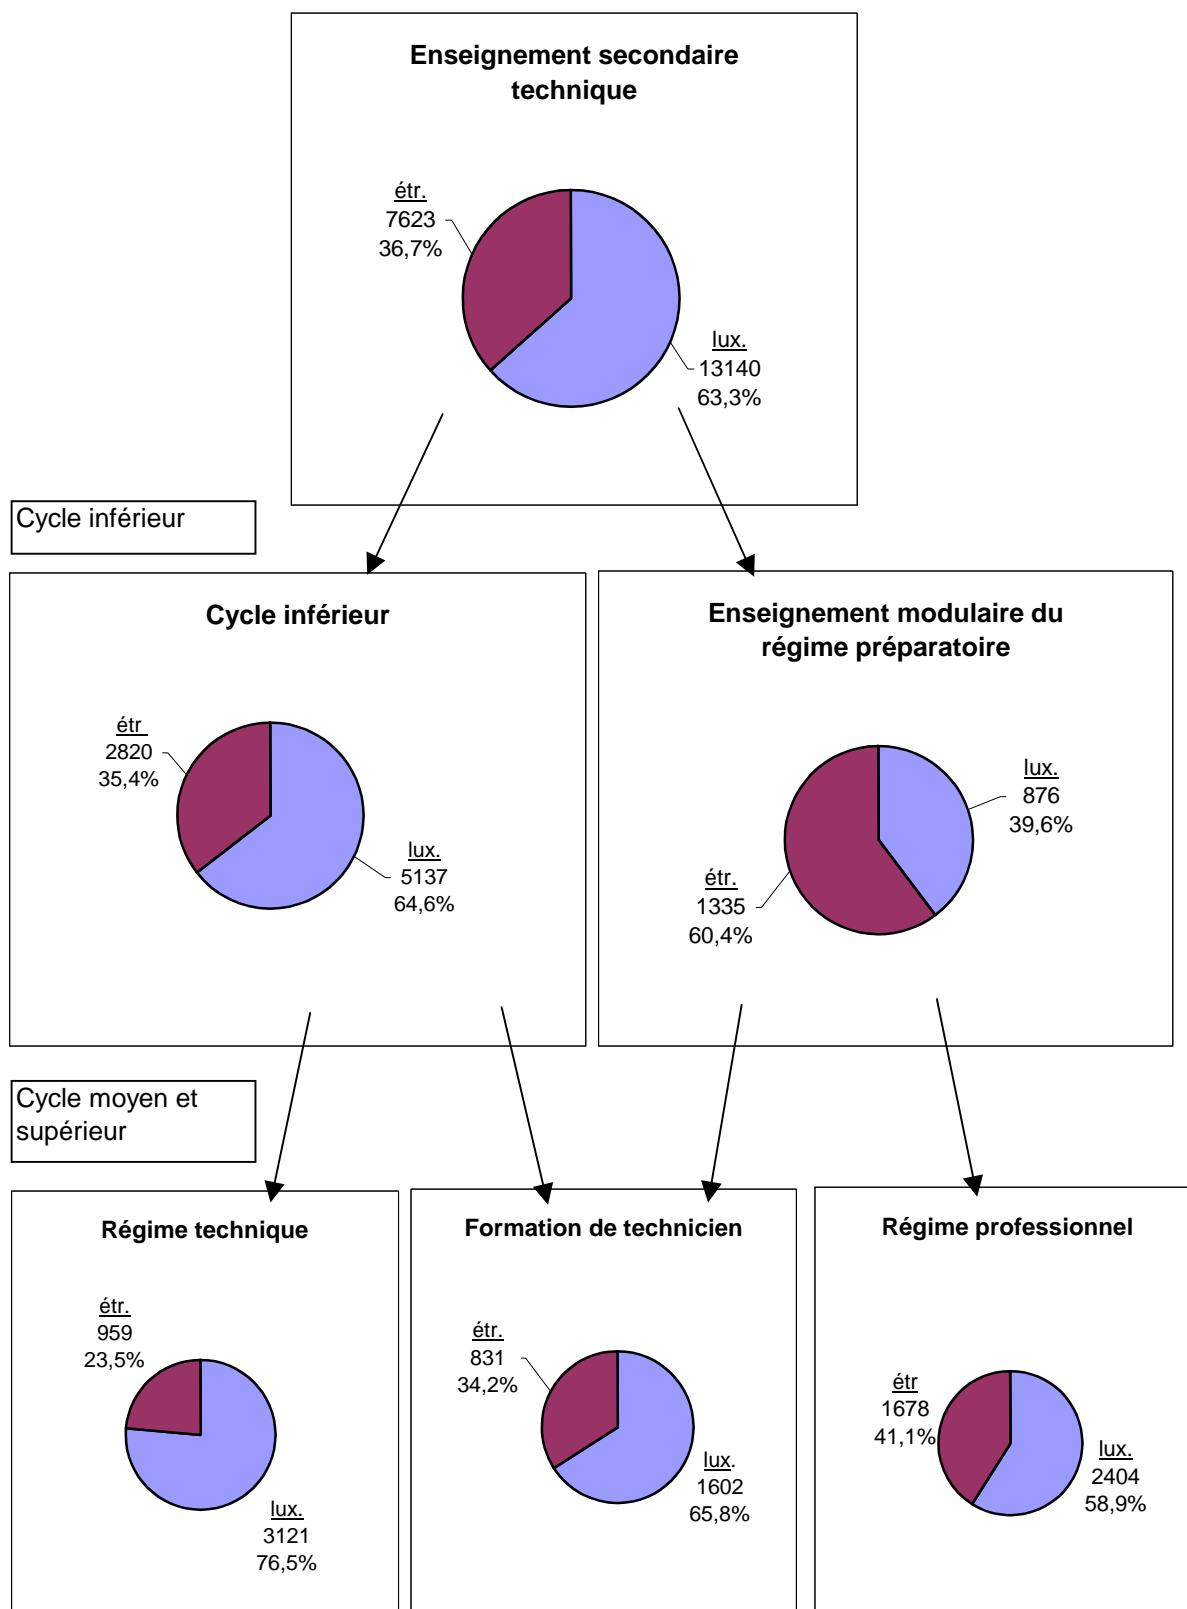 Enseignement secondaire
technique
étr.
7623
36,7%
lux.
13140
63,3%
Cycle inférieur
Cycle inférieur
étr
2820
35,4%
lux.
5137
64,6%
Enseignement modulaire du
régime préparatoire
lux.
876
39,6%
étr.
1335
60,4%
Cycle moyen et
supérieur
Régime technique
étr.
959
23,5%
lux.
3121
76,5%
Formation de technicien
étr.
831
34,2%
lux.
1602
65,8%
Régime professionnel
étr
1678
41,1%
lux.
2404
58,9%